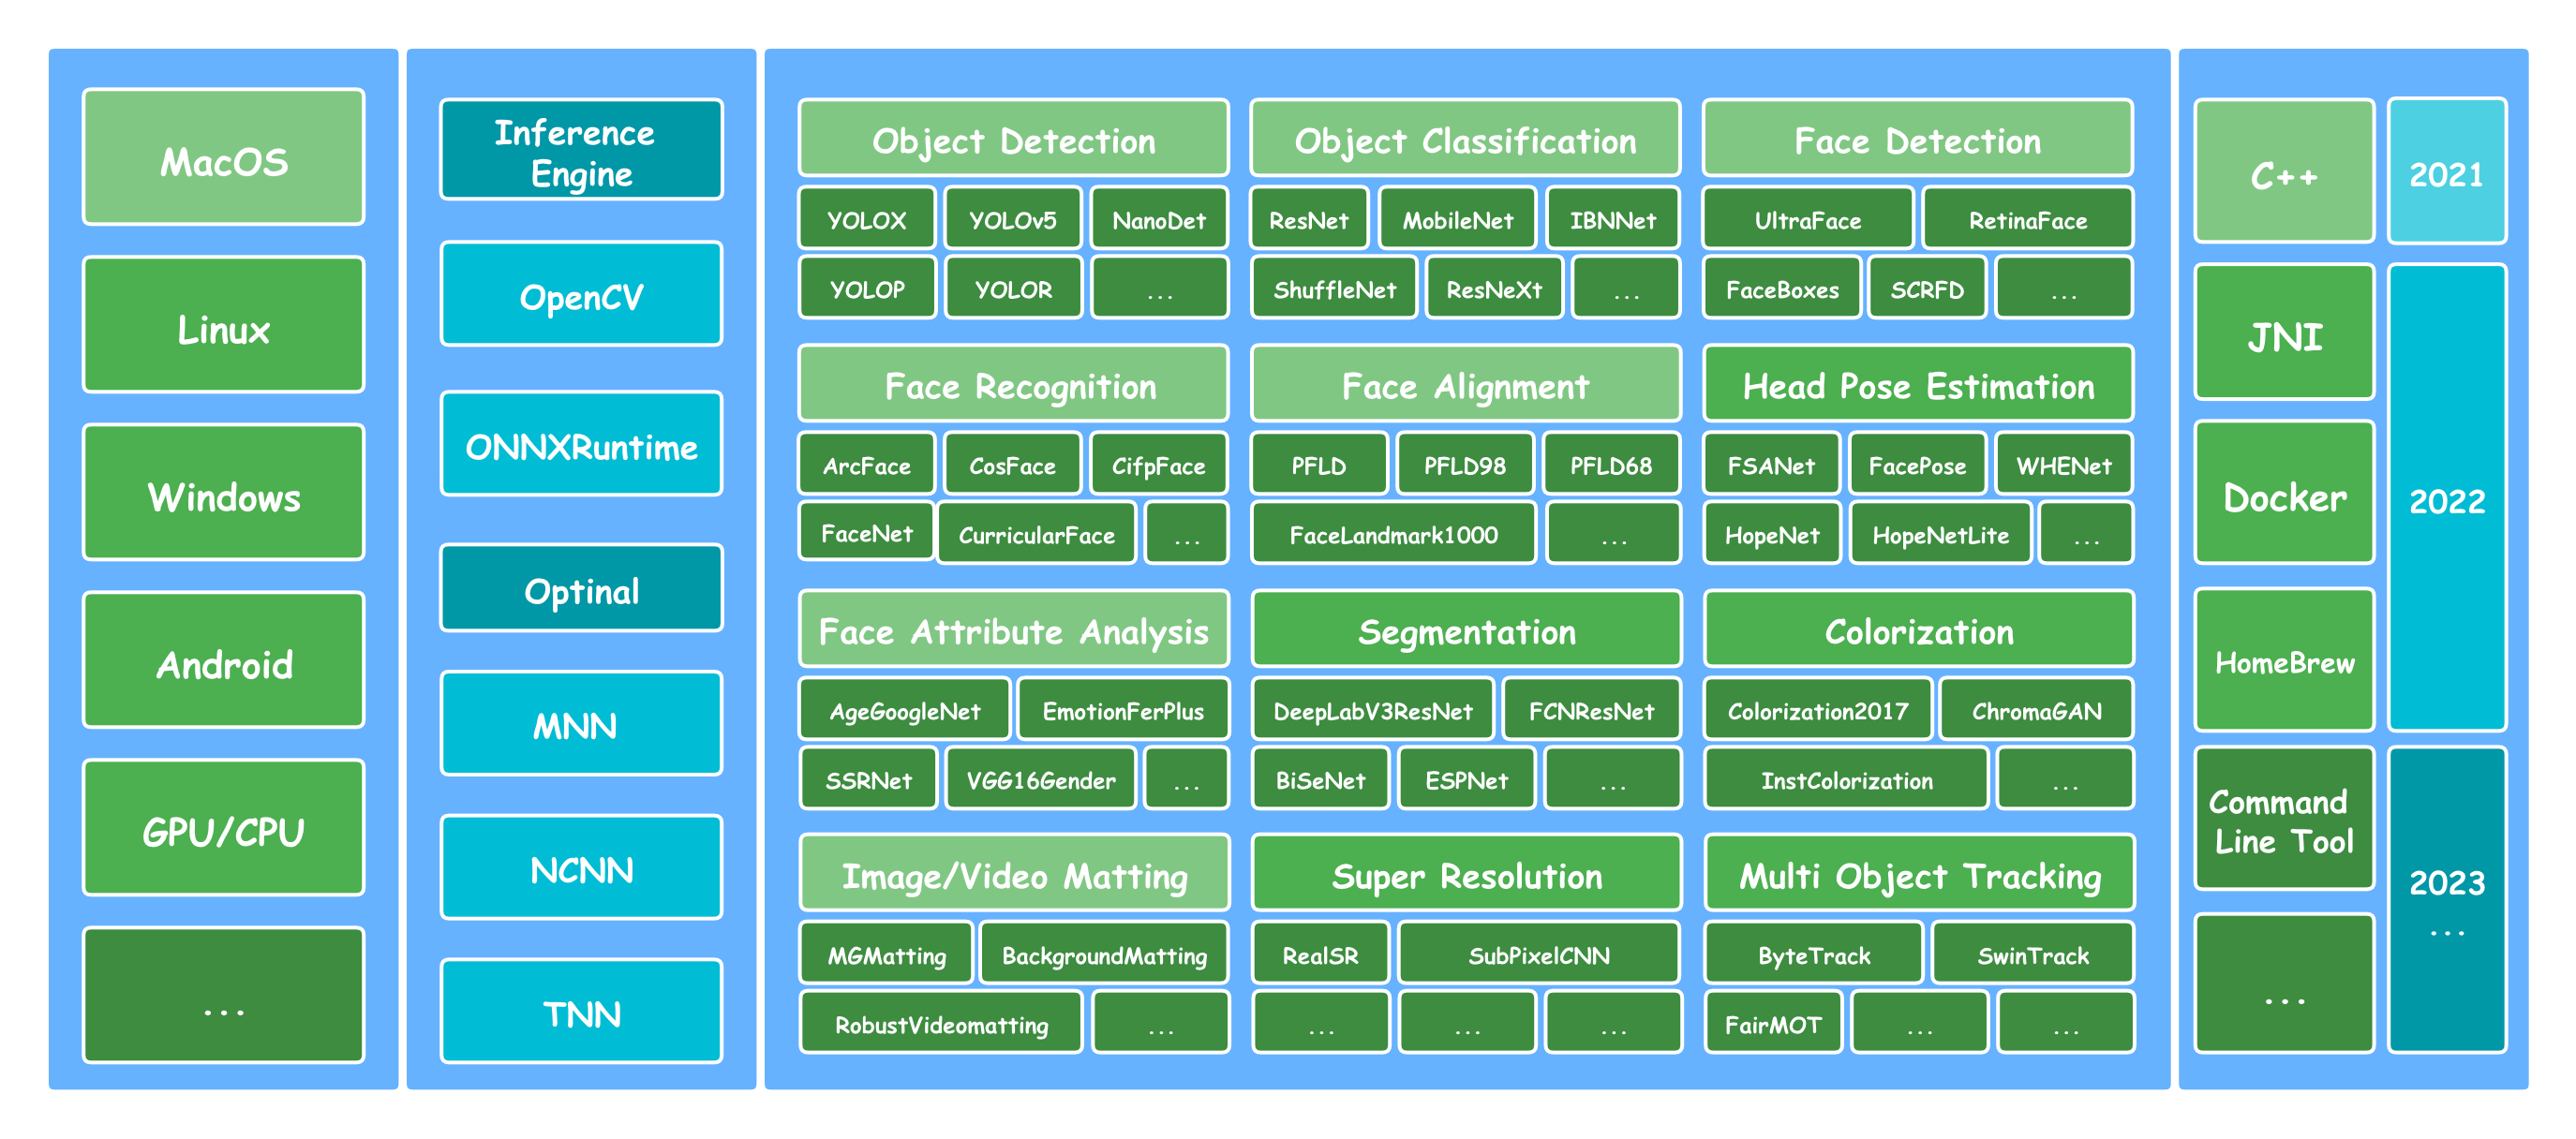 MacOS
Linux
Windows
Android
GPU/CPU
...
Inference
Engine
OpenCV
ONNXRuntime
Optinal
MNN
NCNN
TNN
Object Detection
YOLOX YOLOv5 NanoDet
YOLOP YOLOR ...
Object Classification
ResNet MobileNet IBNNet
ShuffleNet ResNeXt ...
Face Detection
UltraFace RetinaFace
FaceBoxes SCRFD ...
Face Recognition
ArcFace CosFace CifpFace
FaceNet CurricularFace ...
Face Alignment
PFLD PFLD98 PFLD68
FaceLandmark1000 ...
Head Pose Estimation
FSANet FacePose WHENet
HopeNet HopeNetLite ...
Face Attribute Analysis
AgeGoogleNet EmotionFerPlus
SSRNet VGG16Gender ...
Segmentation
DeepLabV3ResNet FCNResNet
BiSeNet ESPNet ...
Colorization
Colorization2017 ChromaGAN
InstColorization ...
Image/Video Matting
MGMatting BackgroundMatting
RobustVideomatting ...
Super Resolution
RealSR SubPixelCNN
... ... ...
Multi Object Tracking
ByteTrack SwinTrack
FairMOT ... ...
C++
JNI
Docker
HomeBrew
Command
Line Tool
...
2021
2022
2023
...